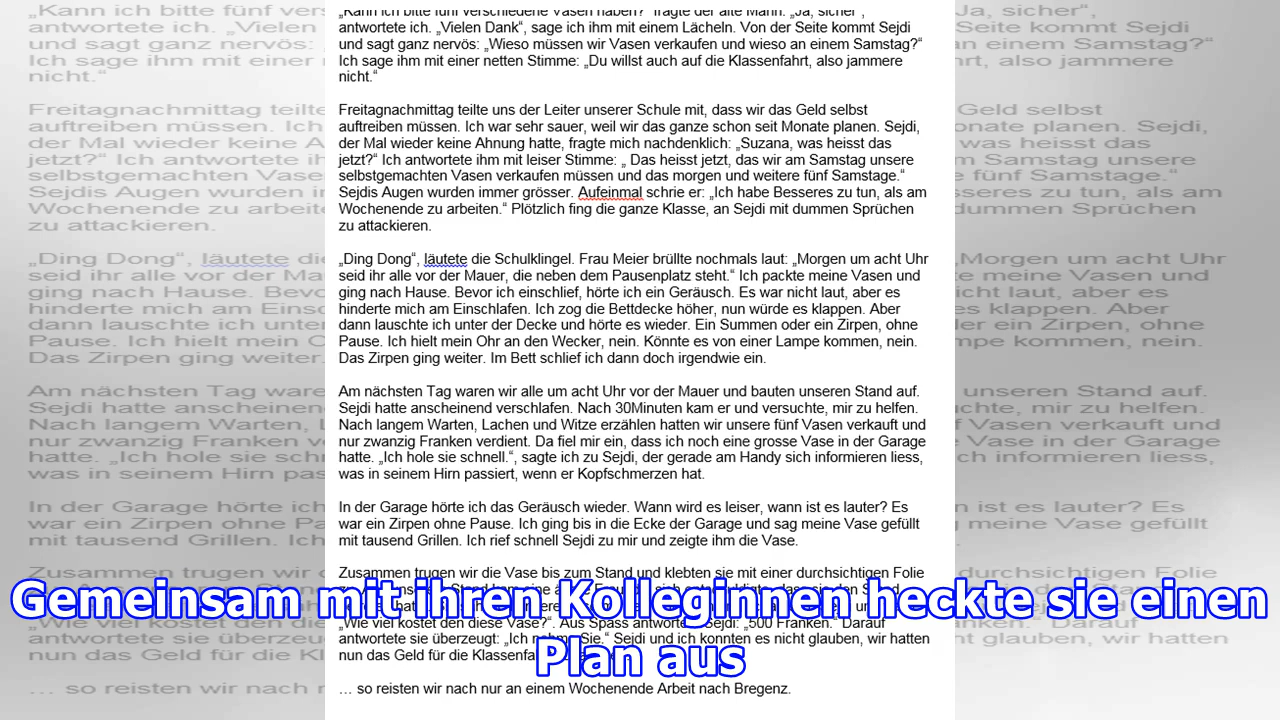 „Kann ich bitte fünf verschiedene Vasen haben?“ fragte der alte Mann. „Ja, sicher“,
antwortete ich. „Vielen Dank“, sage ich ihm mit einem Lächeln. Von der Seite kommt Sejdi
und sagt ganz nervös: „Wieso müssen wir Vasen verkaufen und wieso an einem Samstag?“
Ich sage ihm mit einer netten Stimme: „Du willst auch auf die Klassenfahrt, also jammere
nicht.“
Freitagnachmittag teilte uns der Leiter unserer Schule mit, dass wir das Geld selbst
auftreiben müssen. Ich war sehr sauer, weil wir das ganze schon seit Monate planen. Sejdi,
der Mal wieder keine Ahnung hatte, fragte mich nachdenklich: „Suzana, was heisst das
jetzt?“ Ich antwortete ihm mit leiser Stimme: „ Das heisst jetzt, das wir am Samstag unsere
selbstgemachten Vasen verkaufen müssen und das morgen und weitere fünf Samstage.“
Sejdis Augen wurden immer grösser. Aufeinmal schrie er: „Ich habe Besseres zu tun, als am
Wochenende zu arbeiten.“ Plötzlich fing die ganze Klasse, an Sejdi mit dummen Sprüchen
zu attackieren.
„Ding Dong“, läutete die Schulklingel. Frau Meier brüllte nochmals laut: „Morgen um acht Uhr
seid ihr alle vor der Mauer, die neben dem Pausenplatz steht.“ Ich packte meine Vasen und
ging nach Hause. Bevor ich einschlief, hörte ich ein Geräusch. Es war nicht laut, aber es
hinderte mich am Einschlafen. Ich zog die Bettdecke höher, nun würde es klappen. Aber
dann lauschte ich unter der Decke und hörte es wieder. Ein Summen oder ein Zirpen, ohne
Pause. Ich hielt mein Ohr an den Wecker, nein. Könnte es von einer Lampe kommen, nein.
Das Zirpen ging weiter. Im Bett schlief ich dann doch irgendwie ein.
Am nächsten Tag waren wir alle um acht Uhr vor der Mauer und bauten unseren Stand auf.
Sejdi hatte anscheinend verschlafen. Nach 30Minuten kam er und versuchte, mir zu helfen.
Nach langem Warten, Lachen und Witze erzählen hatten wir unsere fünf Vasen verkauft und
nur zwanzig Franken verdient. Da fiel mir ein, dass ich noch eine grosse Vase in der Garage
hatte. „Ich hole sie schnell.“, sagte ich zu Sejdi, der gerade am Handy sich informieren liess,
was in seinem Hirn passiert, wenn er Kopfschmerzen hat.
In der Garage hörte ich das Geräusch wieder. Wann wird es leiser, wann ist es lauter? Es
war ein Zirpen ohne Pause. Ich ging bis in die Ecke der Garage und sag meine Vase gefüllt
mit tausend Grillen. Ich rief schnell Sejdi zu mir und zeigte ihm die Vase.
Zusammen trugen wir die Vase bis zum Stand und klebten sie mit einer durchsichtigen Folie
Gemeinsam mit ihren Kolleginnen heckte sie einen
„Wie viel kostet den diese Vase?“. Aus Spass antwortete Sejdi: „500 Franken.“ Darauf
antwortete sie überzeugt: „Ich Sie.“ Sejdi und ich konnten es nicht glauben, wir hatten
nun das Geld für die
Plan aus
… so reisten wir nach nur an einem Wochenende Arbeit nach Bregenz.